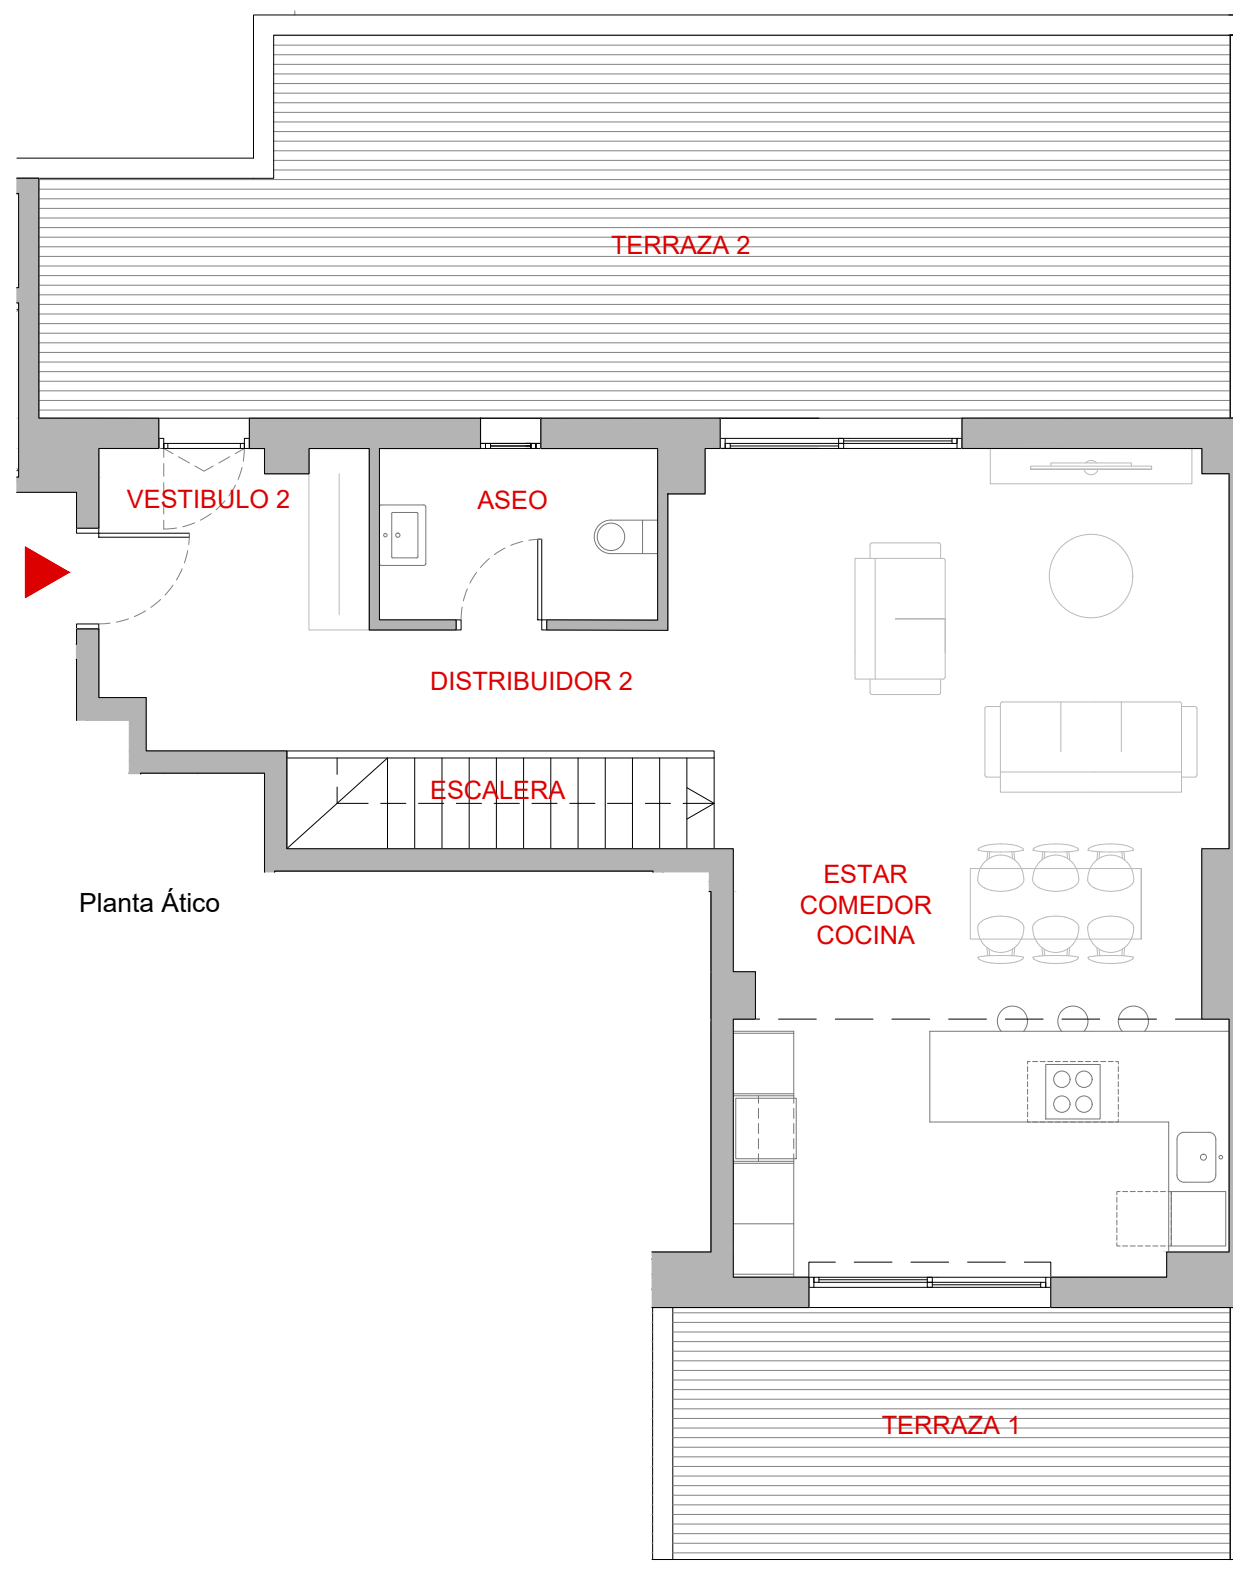 TERRAZA 2
VESTIBULO 2
ASEO
DISTRIBUIDOR 2
ESCALERA
ESTAR
COMEDOR
COCINA
Planta Ático
TERRAZA 1